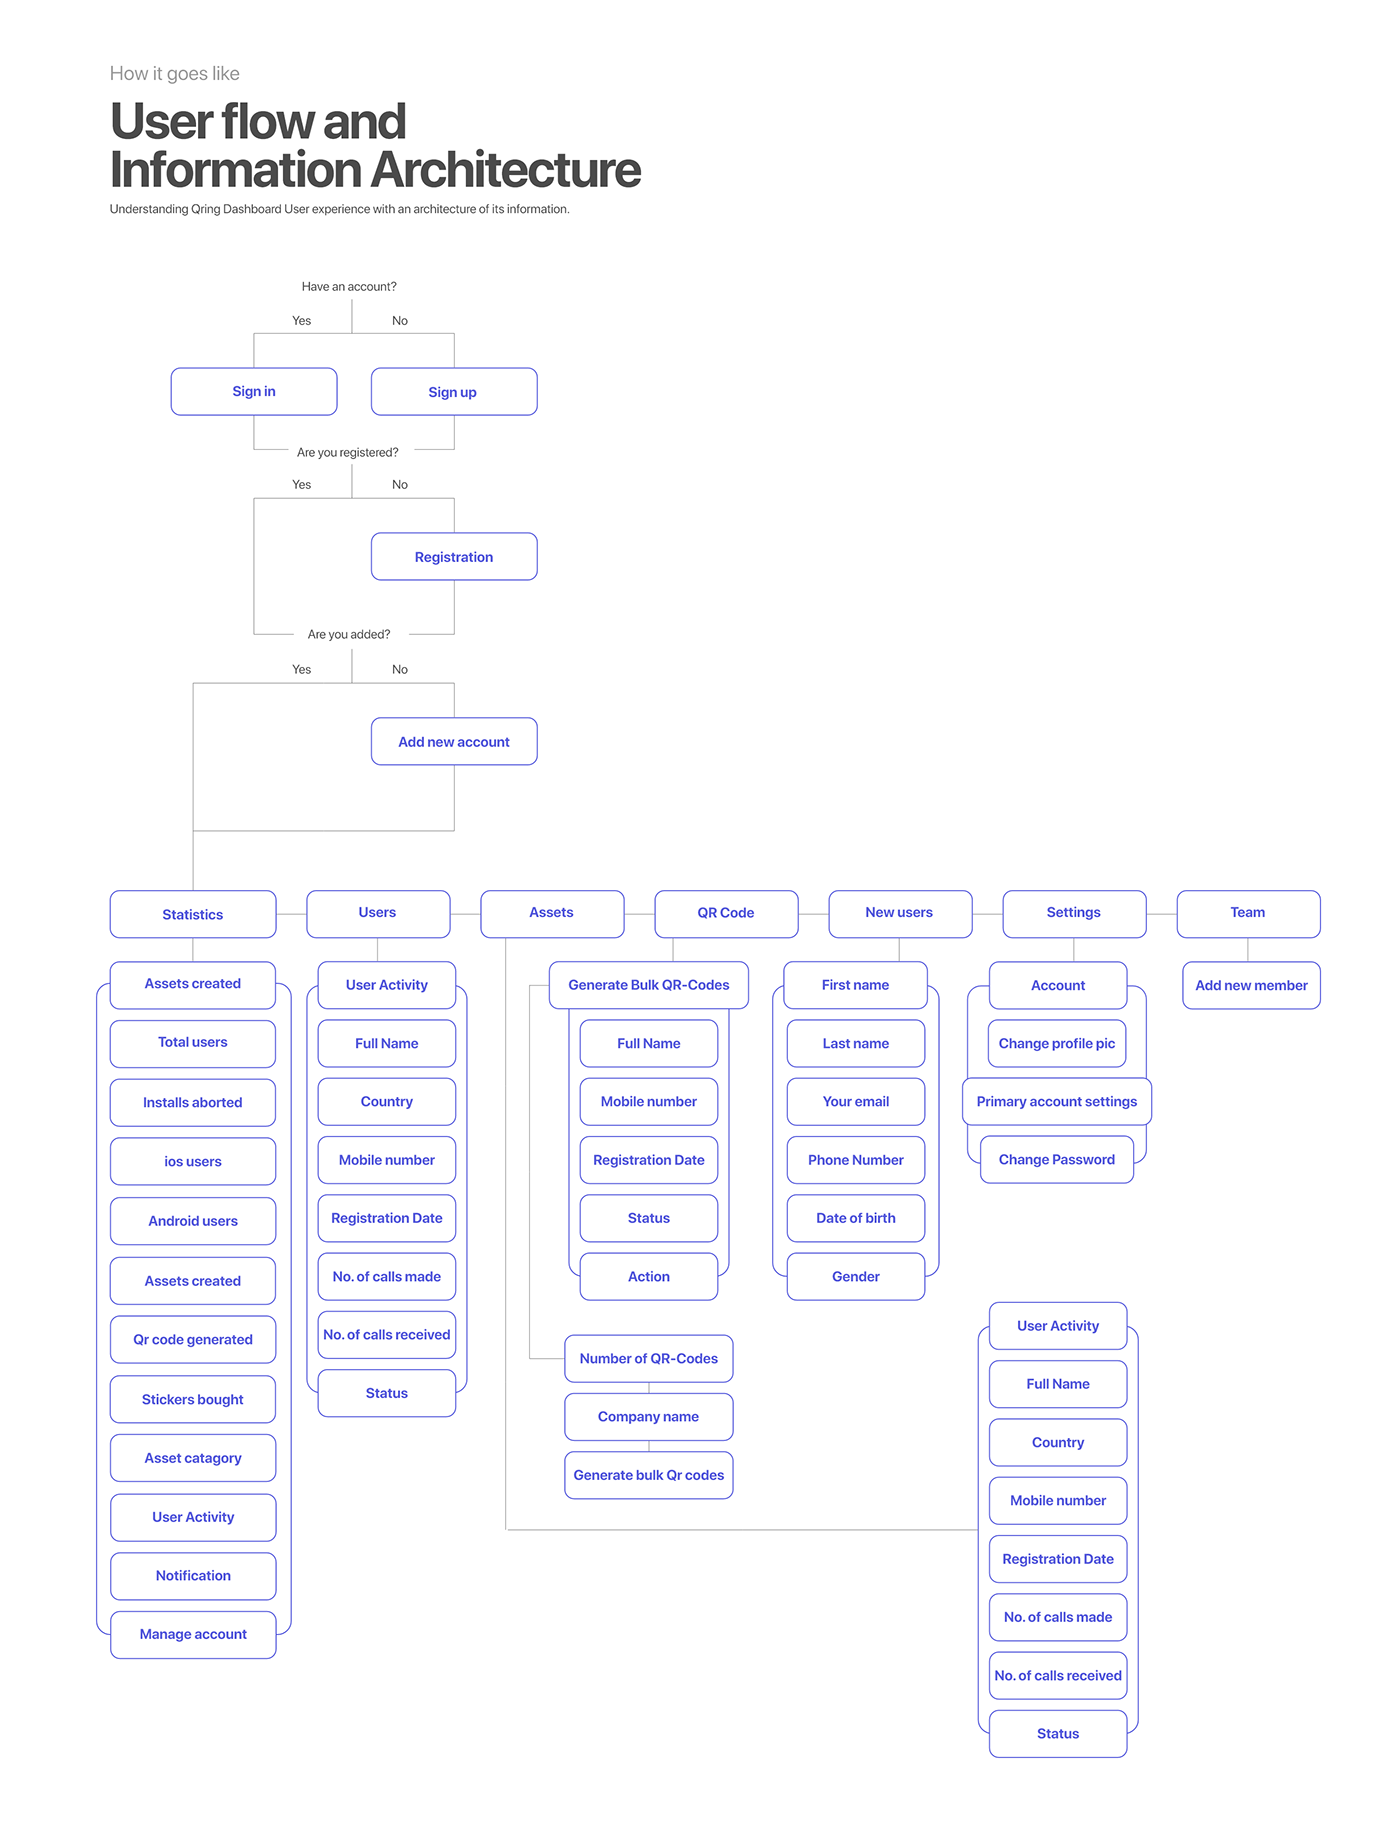 How it goes like
User flow and
Information Architecture
Understanding Qring Dashboard User experience with an architecture of its information.
Have an account?
Yes
No
Sign in
Sign up
Are you registered?
Yes
No
Registration
Are you added?
Yes
No
Add new account
Statistics
Users
Assets
QR Code
New users
Settings
Team
Assets created
Total users
Installs aborted
ios users
Android users
Assets created
Qr code generated
Stickers bought
Asset catagory
User Activity
Notification
Manage account
User Activity
Full Name
Country
Mobile number
Registration Date
No. of calls made
No. of calls received
Status
Generate Bulk QR-Codes
Full Name
Mobile number
Registration Date
Status
Action
Number of QR-Codes
Company name
Generate bulk Qr codes
First name
Last name
Your email
Phone Number
Date of birth
Gender
Account
Change profile pic
Primary account settings
Change Password
Add new member
User Activity
Full Name
Country
Mobile number
Registration Date
No. of calls made
No. of calls received
Status